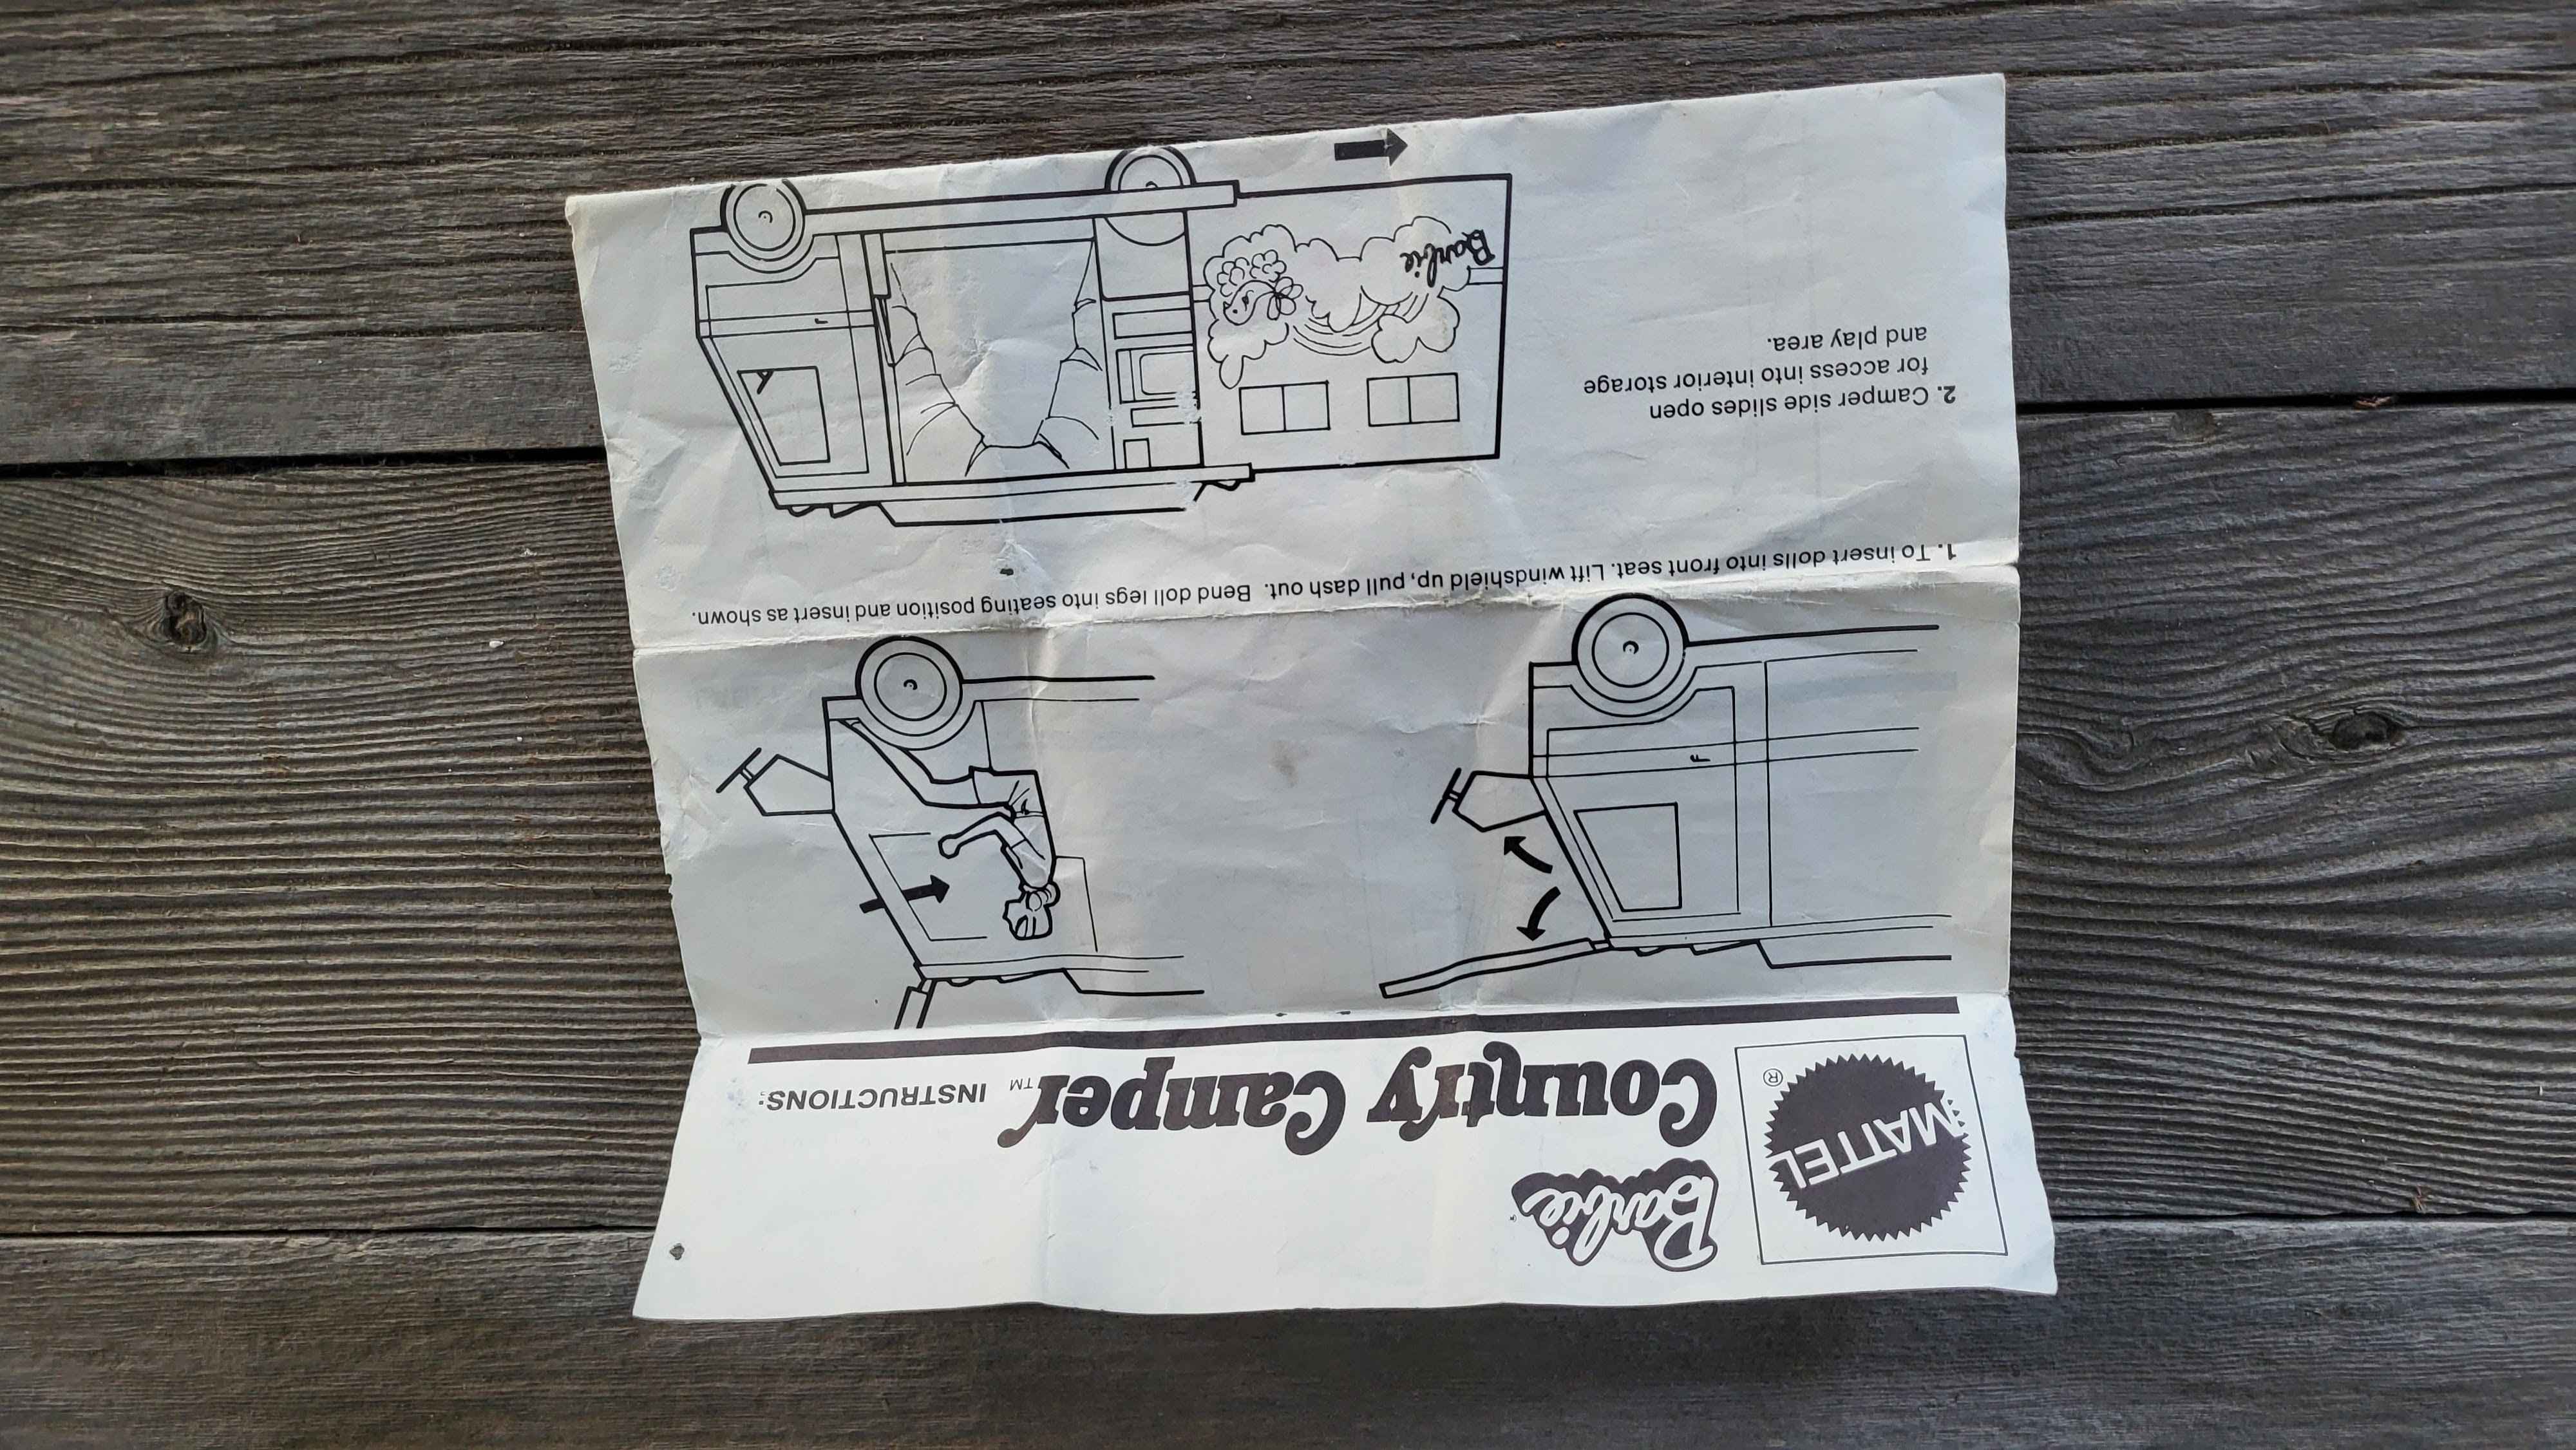 MATTEL
®
Barbie
Country Camper™ INSTRUCTIONS:
1. To insert dolls into front seat. Lift windshield up, pull dash out. Bend doll legs into seating position and insert as shown.
2. Camper side slides open
for access into interior storage
and play area.
Barbie